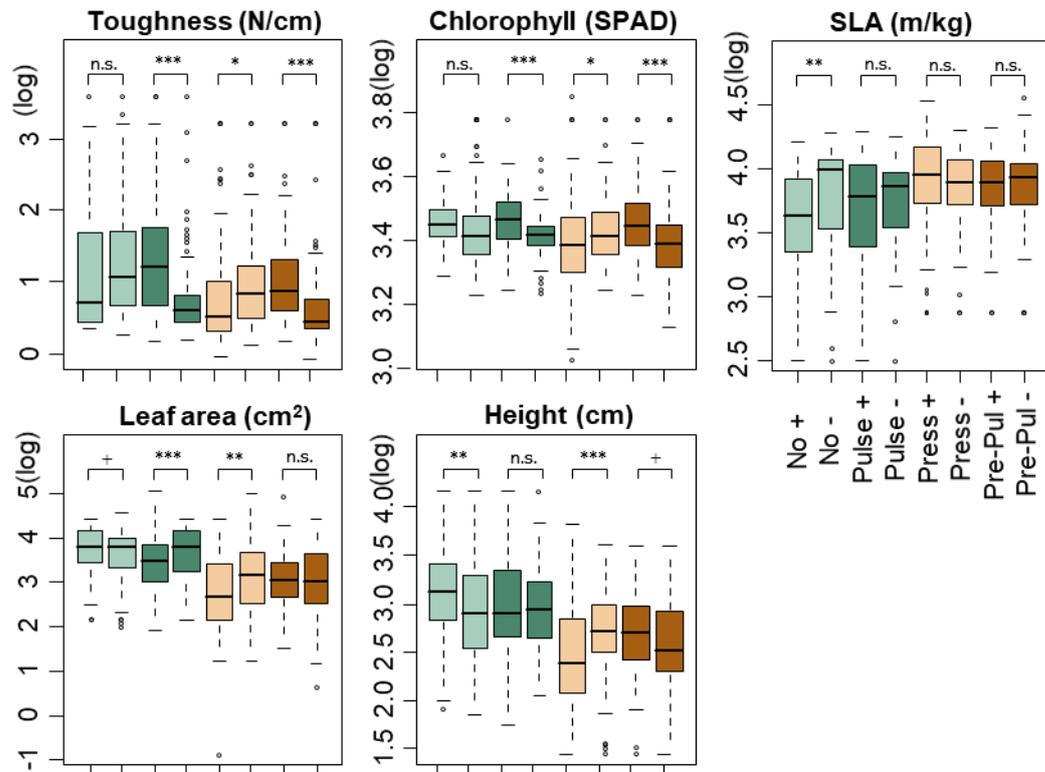 Toughness (N/cm)
(log)
3
2
1
0
n.s.
***
*
***
Chlorophyll (SPAD)
(log)
3.8
3.6
3.4
3.2
3.0
n.s.
***
*
***
SLA (m/kg)
(log)
4.5
4.0
3.5
3.0
2.5
**
n.s.
n.s.
n.s.
No +
No -
Pulse +
Pulse -
Press +
Press -
Pre-Pul +
Pre-Pul -
Leaf area (cm²)
(log)
5
4
3
2
1
0
-1
+
***
**
n.s.
Height (cm)
(log)
4.0
3.5
3.0
2.5
2.0
1.5
**
n.s.
***
+